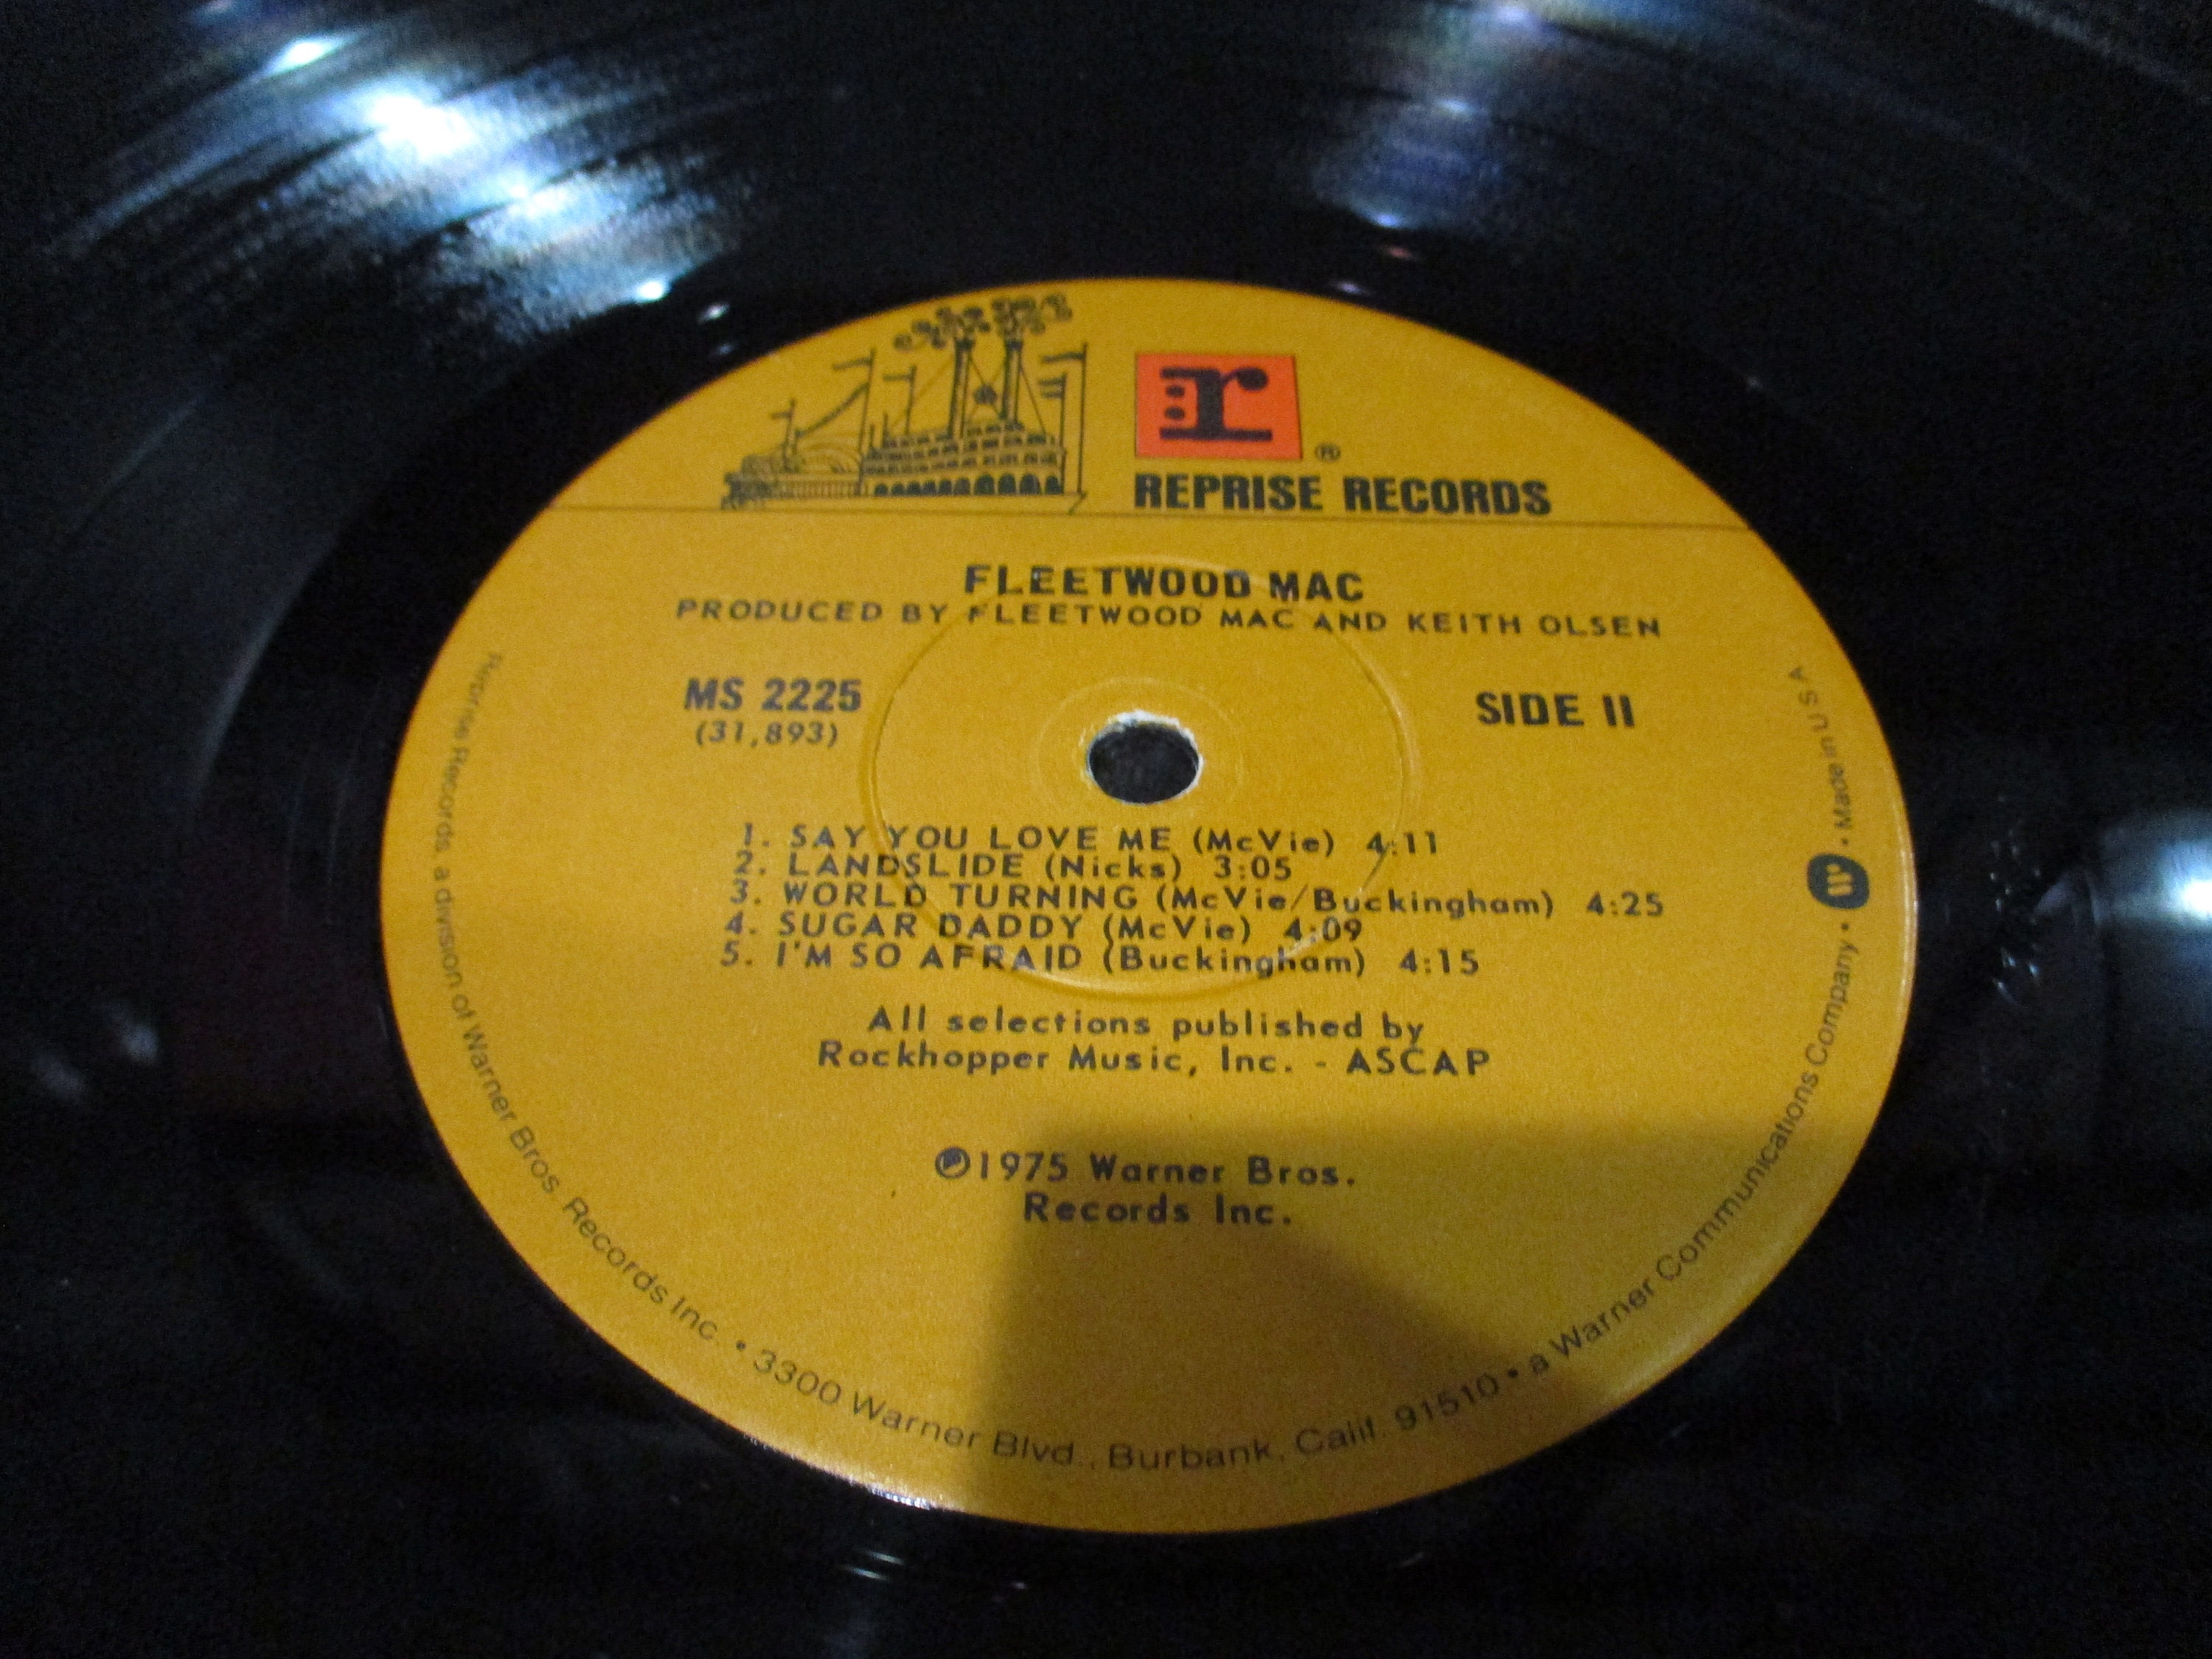 r
®
REPRISE RECORDS
FLEETWOOD MAC
PRODUCED BY FLEETWOOD MAC AND KEITH OLSEN
MS 2225
(31,893)
SIDE II
1. SAY YOU LOVE ME (McVie) 4:11
2. LANDSLIDE (Nicks) 3:05
3. WORLD TURNING (McVie/Buckingham) 4:25
4. SUGAR DADDY (McVie) 4:09
5. I'M SO AFRAID (Buckingham) 4:15
All selections published by
Rockhopper Music, Inc. - ASCAP
℗1975 Warner Bros.
Records Inc.
Reprise Records, a division of Warner Bros. Records Inc. • 3300 Warner Blvd., Burbank, Calif. 91510 • a Warner Communications Company • W • Made in U S A